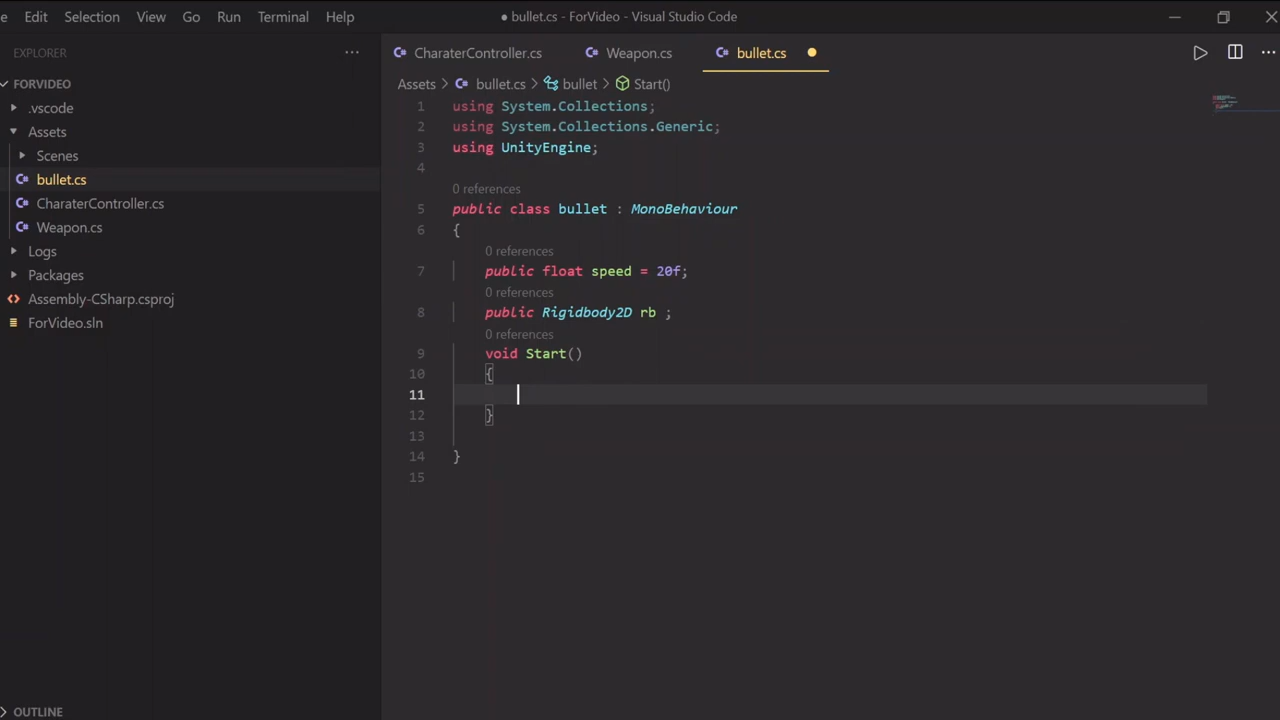 e Edit Selection View Go Run Terminal Help
● bullet.cs - ForVideo - Visual Studio Code
EXPLORER ...
FORVIDEO
.vscode
Assets
Scenes
bullet.cs
CharaterController.cs
Weapon.cs
Logs
Packages
Assembly-CSharp.csproj
ForVideo.sln
OUTLINE
CharaterController.cs Weapon.cs bullet.cs
Assets > bullet.cs > bullet > Start()
1 using System.Collections;
2 using System.Collections.Generic;
3 using UnityEngine;
4
0 references
5 public class bullet : MonoBehaviour
6 {
0 references
7 public float speed = 20f;
0 references
8 public Rigidbody2D rb ;
0 references
9 void Start()
10 {
11
12 }
13
14 }
15